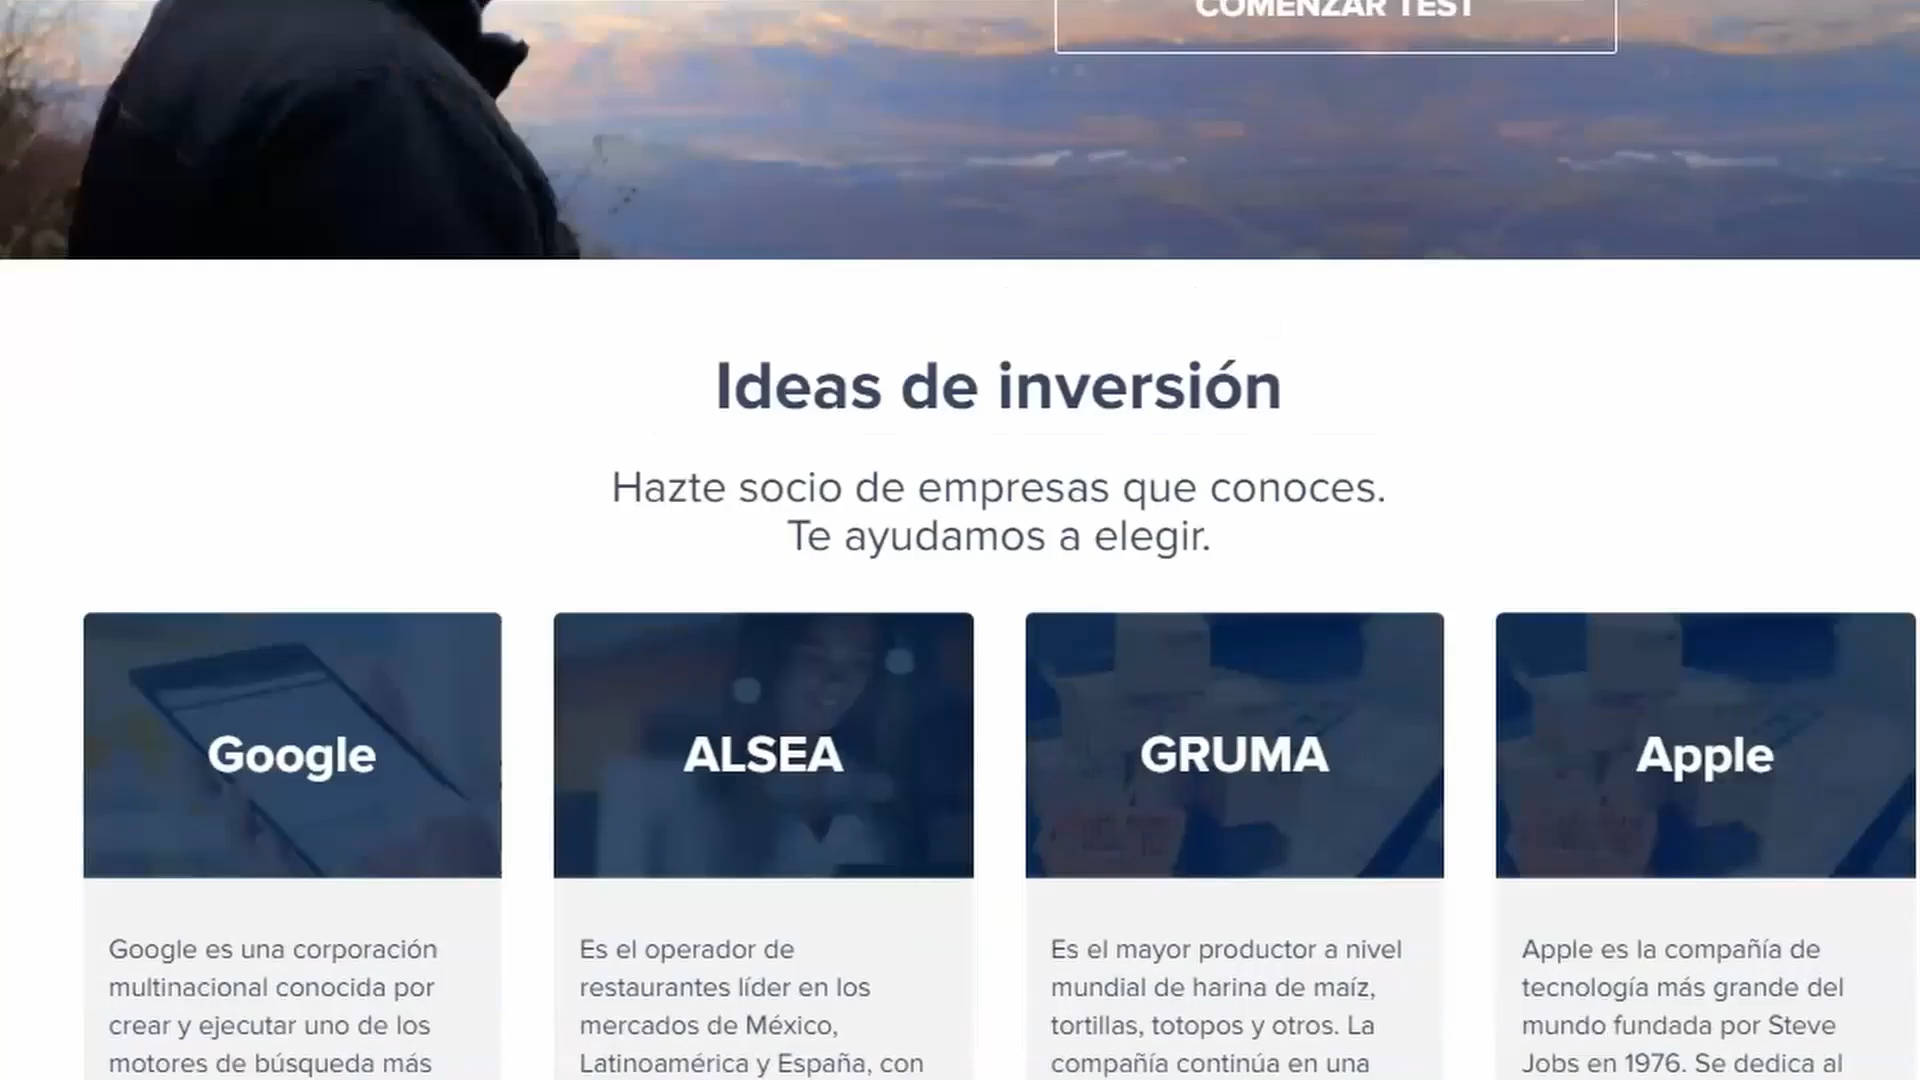 COMENZAR TEST
Ideas de inversión
Hazte socio de empresas que conoces.
Te ayudamos a elegir.
Google
ALSEA
GRUMA
Apple
Google es una corporación
multinacional conocida por
crear y ejecutar uno de los
motores de búsqueda más
Es el operador de
restaurantes líder en los
mercados de México,
Latinoamérica y España, con
Es el mayor productor a nivel
mundial de harina de maíz,
tortillas, totopos y otros. La
compañía continúa en una
Apple es la compañía de
tecnología más grande del
mundo fundada por Steve
Jobs en 1976. Se dedica al